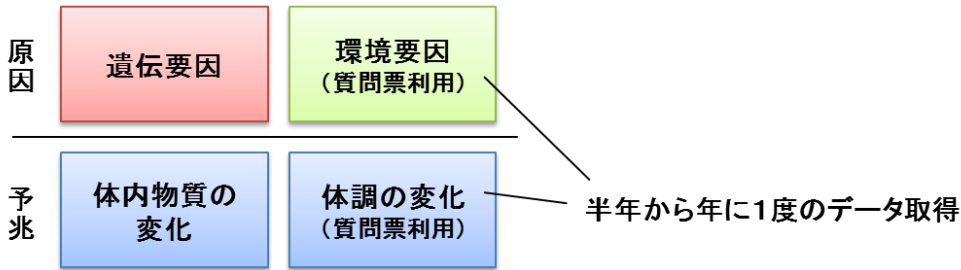 原因
遺伝要因
環境要因
（質問票利用）
予兆
体内物質の
変化
体調の変化
（質問票利用）
半年から年に１度のデータ取得